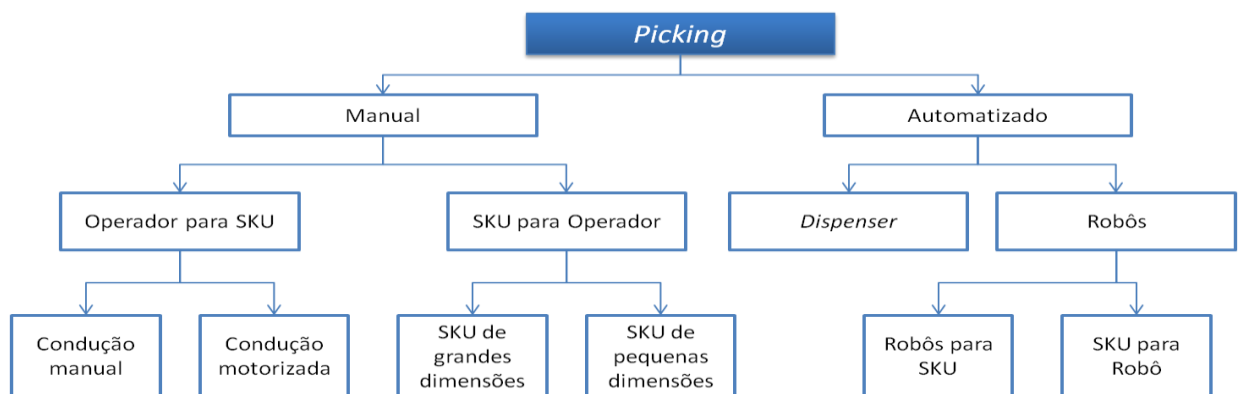 Picking
Manual
Automatizado
Operador para SKU
SKU para Operador
Dispenser
Robôs
Condução
manual
Condução
motorizada
SKU de
grandes
dimensões
SKU de
pequenas
dimensões
Robôs para
SKU
SKU para
Robô